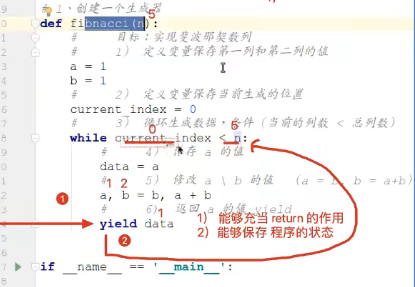 # 1、创建一个生成器
5
def fibnacci(n):
# 目标：实现斐波那契数列
# 1） 定义变量保存第一列和第二列的值
a = 1
b = 1
# 2） 定义变量保存当前生成的位置
current_index = 0
# 3） 循环生成数据，条件（当前的列数 < 总列数）
0 6
while current_index < n:
# 4） 保存 a 的值
data = a
1 2
# 5） 修改 a \ b 的值 （a = b, b = a+b）
1 a, b = b, a + b
1
# 6） 返回 a 的值 yield
1） 能够充当 return 的作用
yield data
2） 能够保存 程序的状态
2
if __name__ == '__main__':